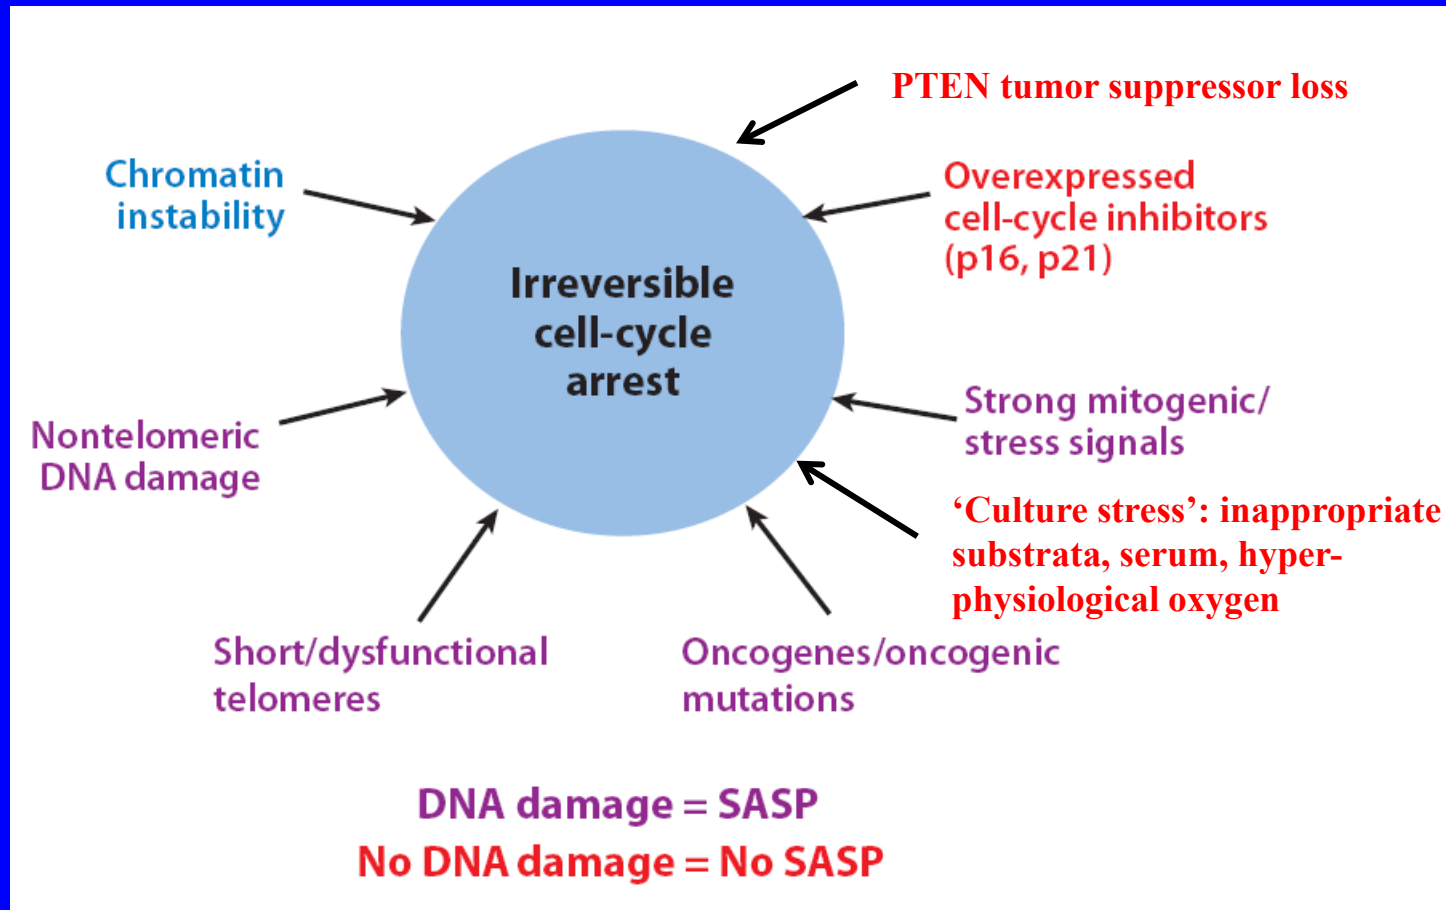 PTEN tumor suppressor loss
Chromatin
instability
Overexpressed
cell-cycle inhibitors
(p16, p21)
Irreversible
cell-cycle
arrest
Nontelomeric
DNA damage
Strong mitogenic/
stress signals
‘Culture stress’: inappropriate
substrata, serum, hyper-
physiological oxygen
Short/dysfunctional
telomeres
Oncogenes/oncogenic
mutations
DNA damage = SASP
No DNA damage = No SASP